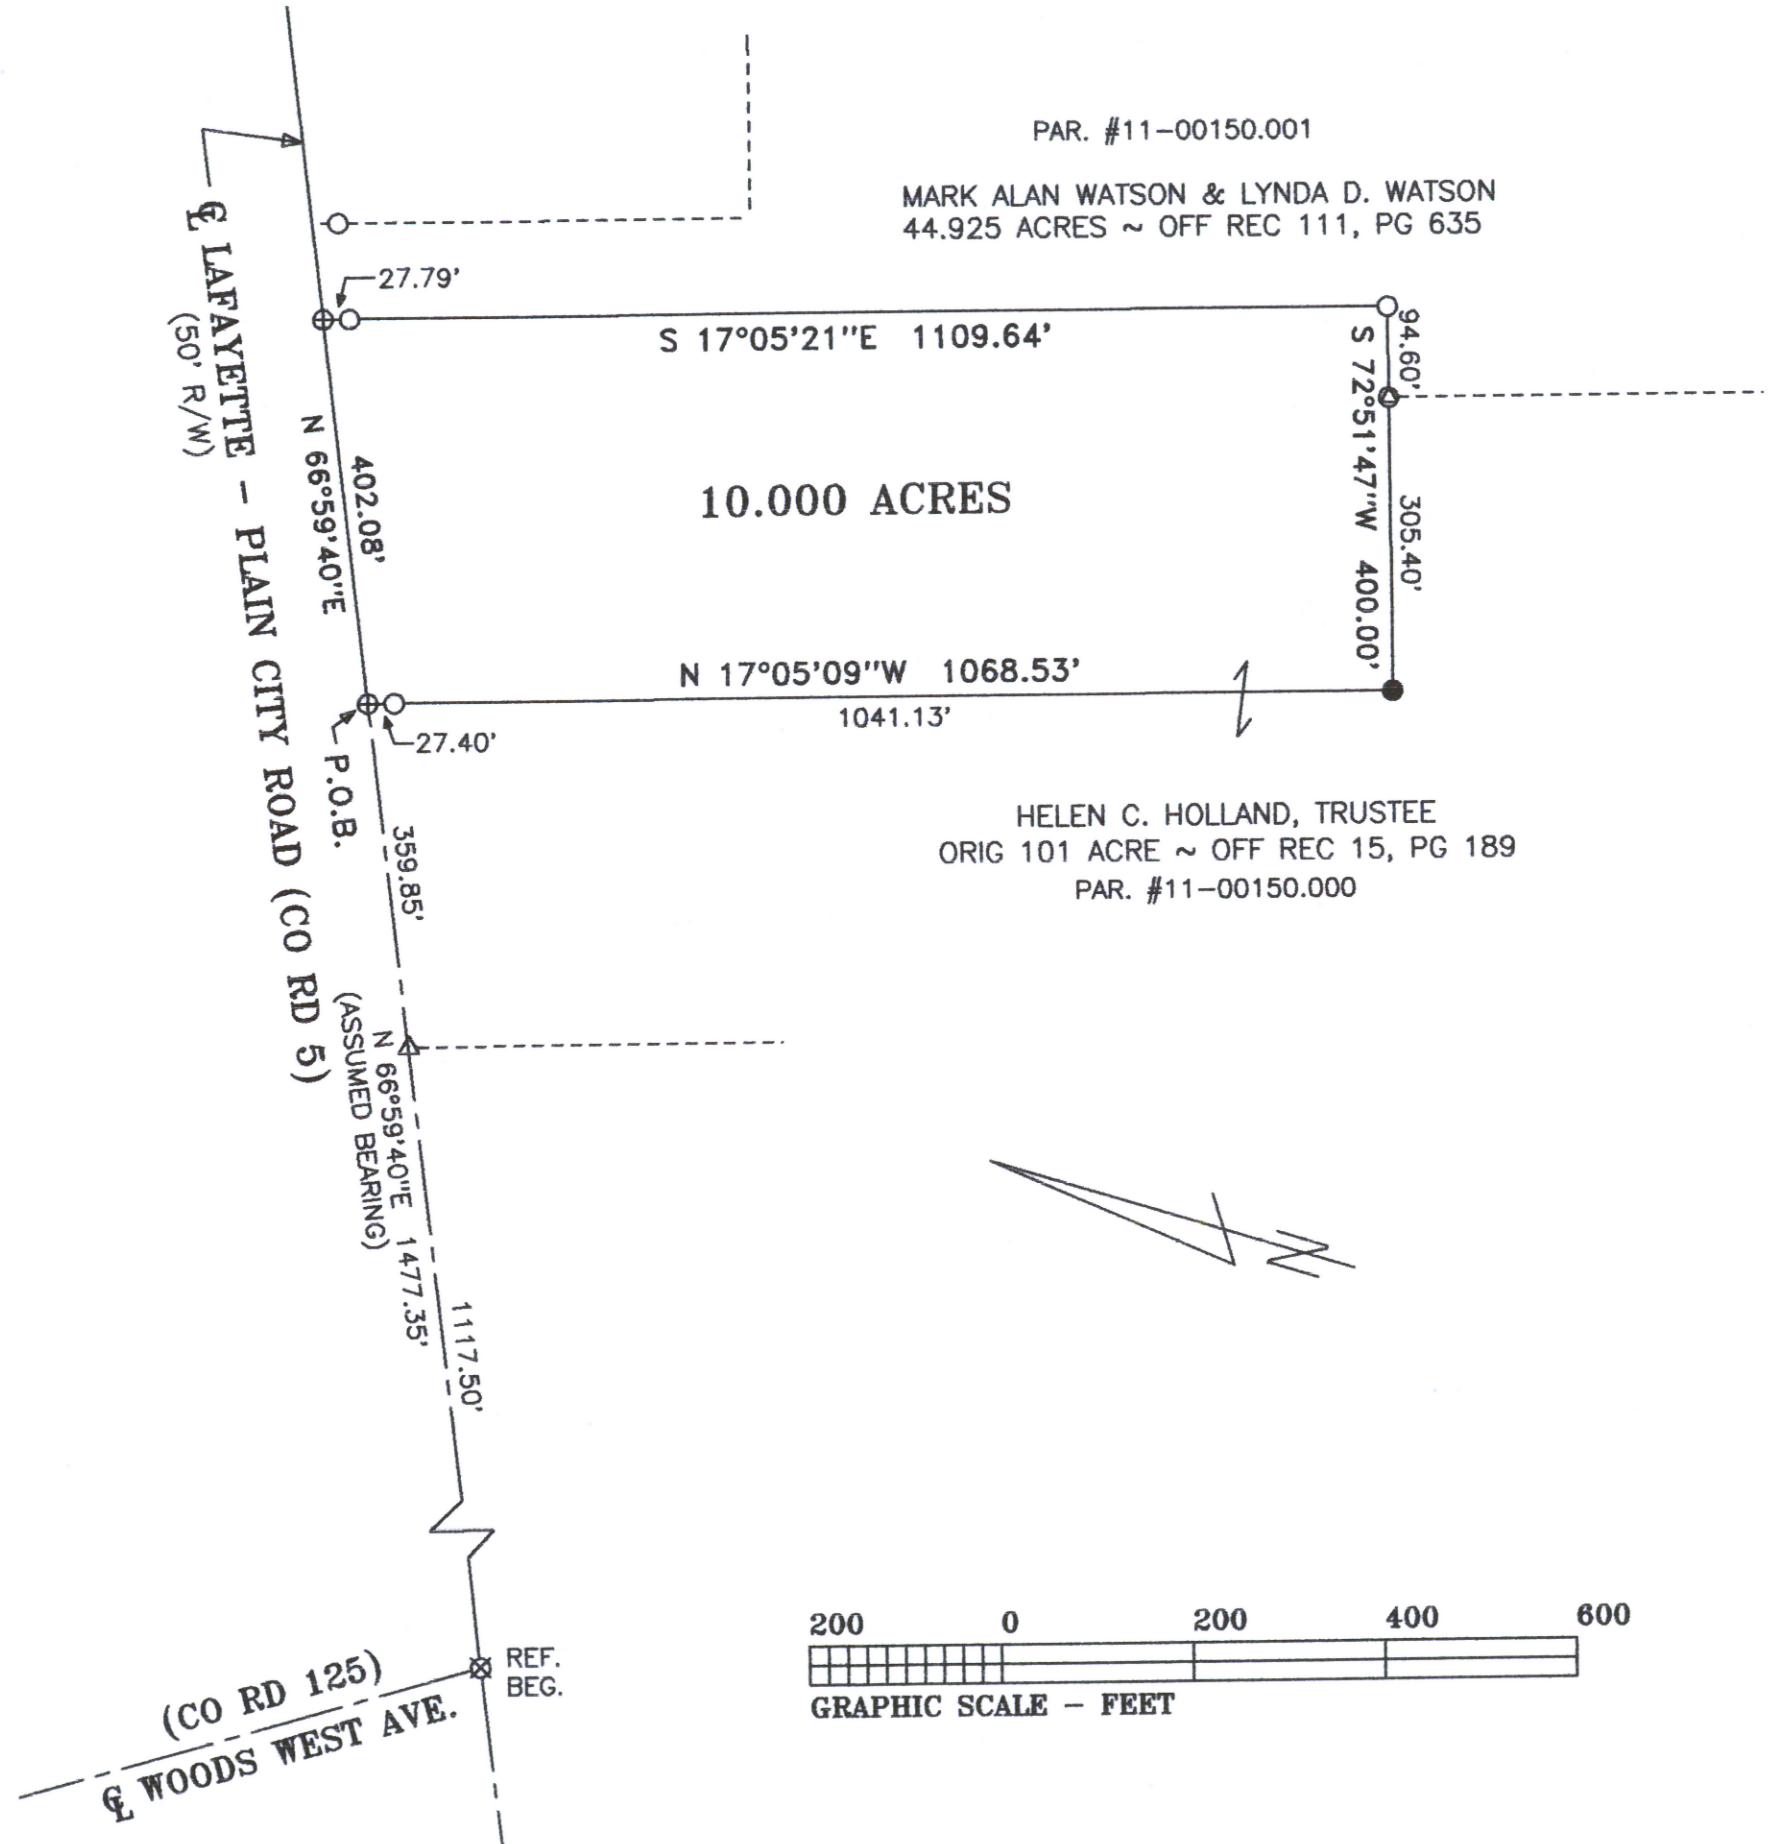 PAR. #11-00150.001
MARK ALAN WATSON & LYNDA D. WATSON
44.925 ACRES ~ OFF REC 111, PG 635
27.79'
S 17°05'21"E 1109.64'
94.60'
S 72°51'47"W 400.00'
305.40'
℄ LAFAYETTE - PLAIN CITY ROAD (CO RD 5)
(50' R/W)
N 66°59'40"E
402.08'
10.000 ACRES
N 17°05'09"W 1068.53'
1041.13'
27.40'
P.O.B.
359.85'
HELEN C. HOLLAND, TRUSTEE
ORIG 101 ACRE ~ OFF REC 15, PG 189
PAR. #11-00150.000
N 66°59'40"E 1477.35'
(ASSUMED BEARING)
1117.50'
N
REF.
BEG.
(CO RD 125)
℄ WOODS WEST AVE.
200 0 200 400 600
GRAPHIC SCALE - FEET